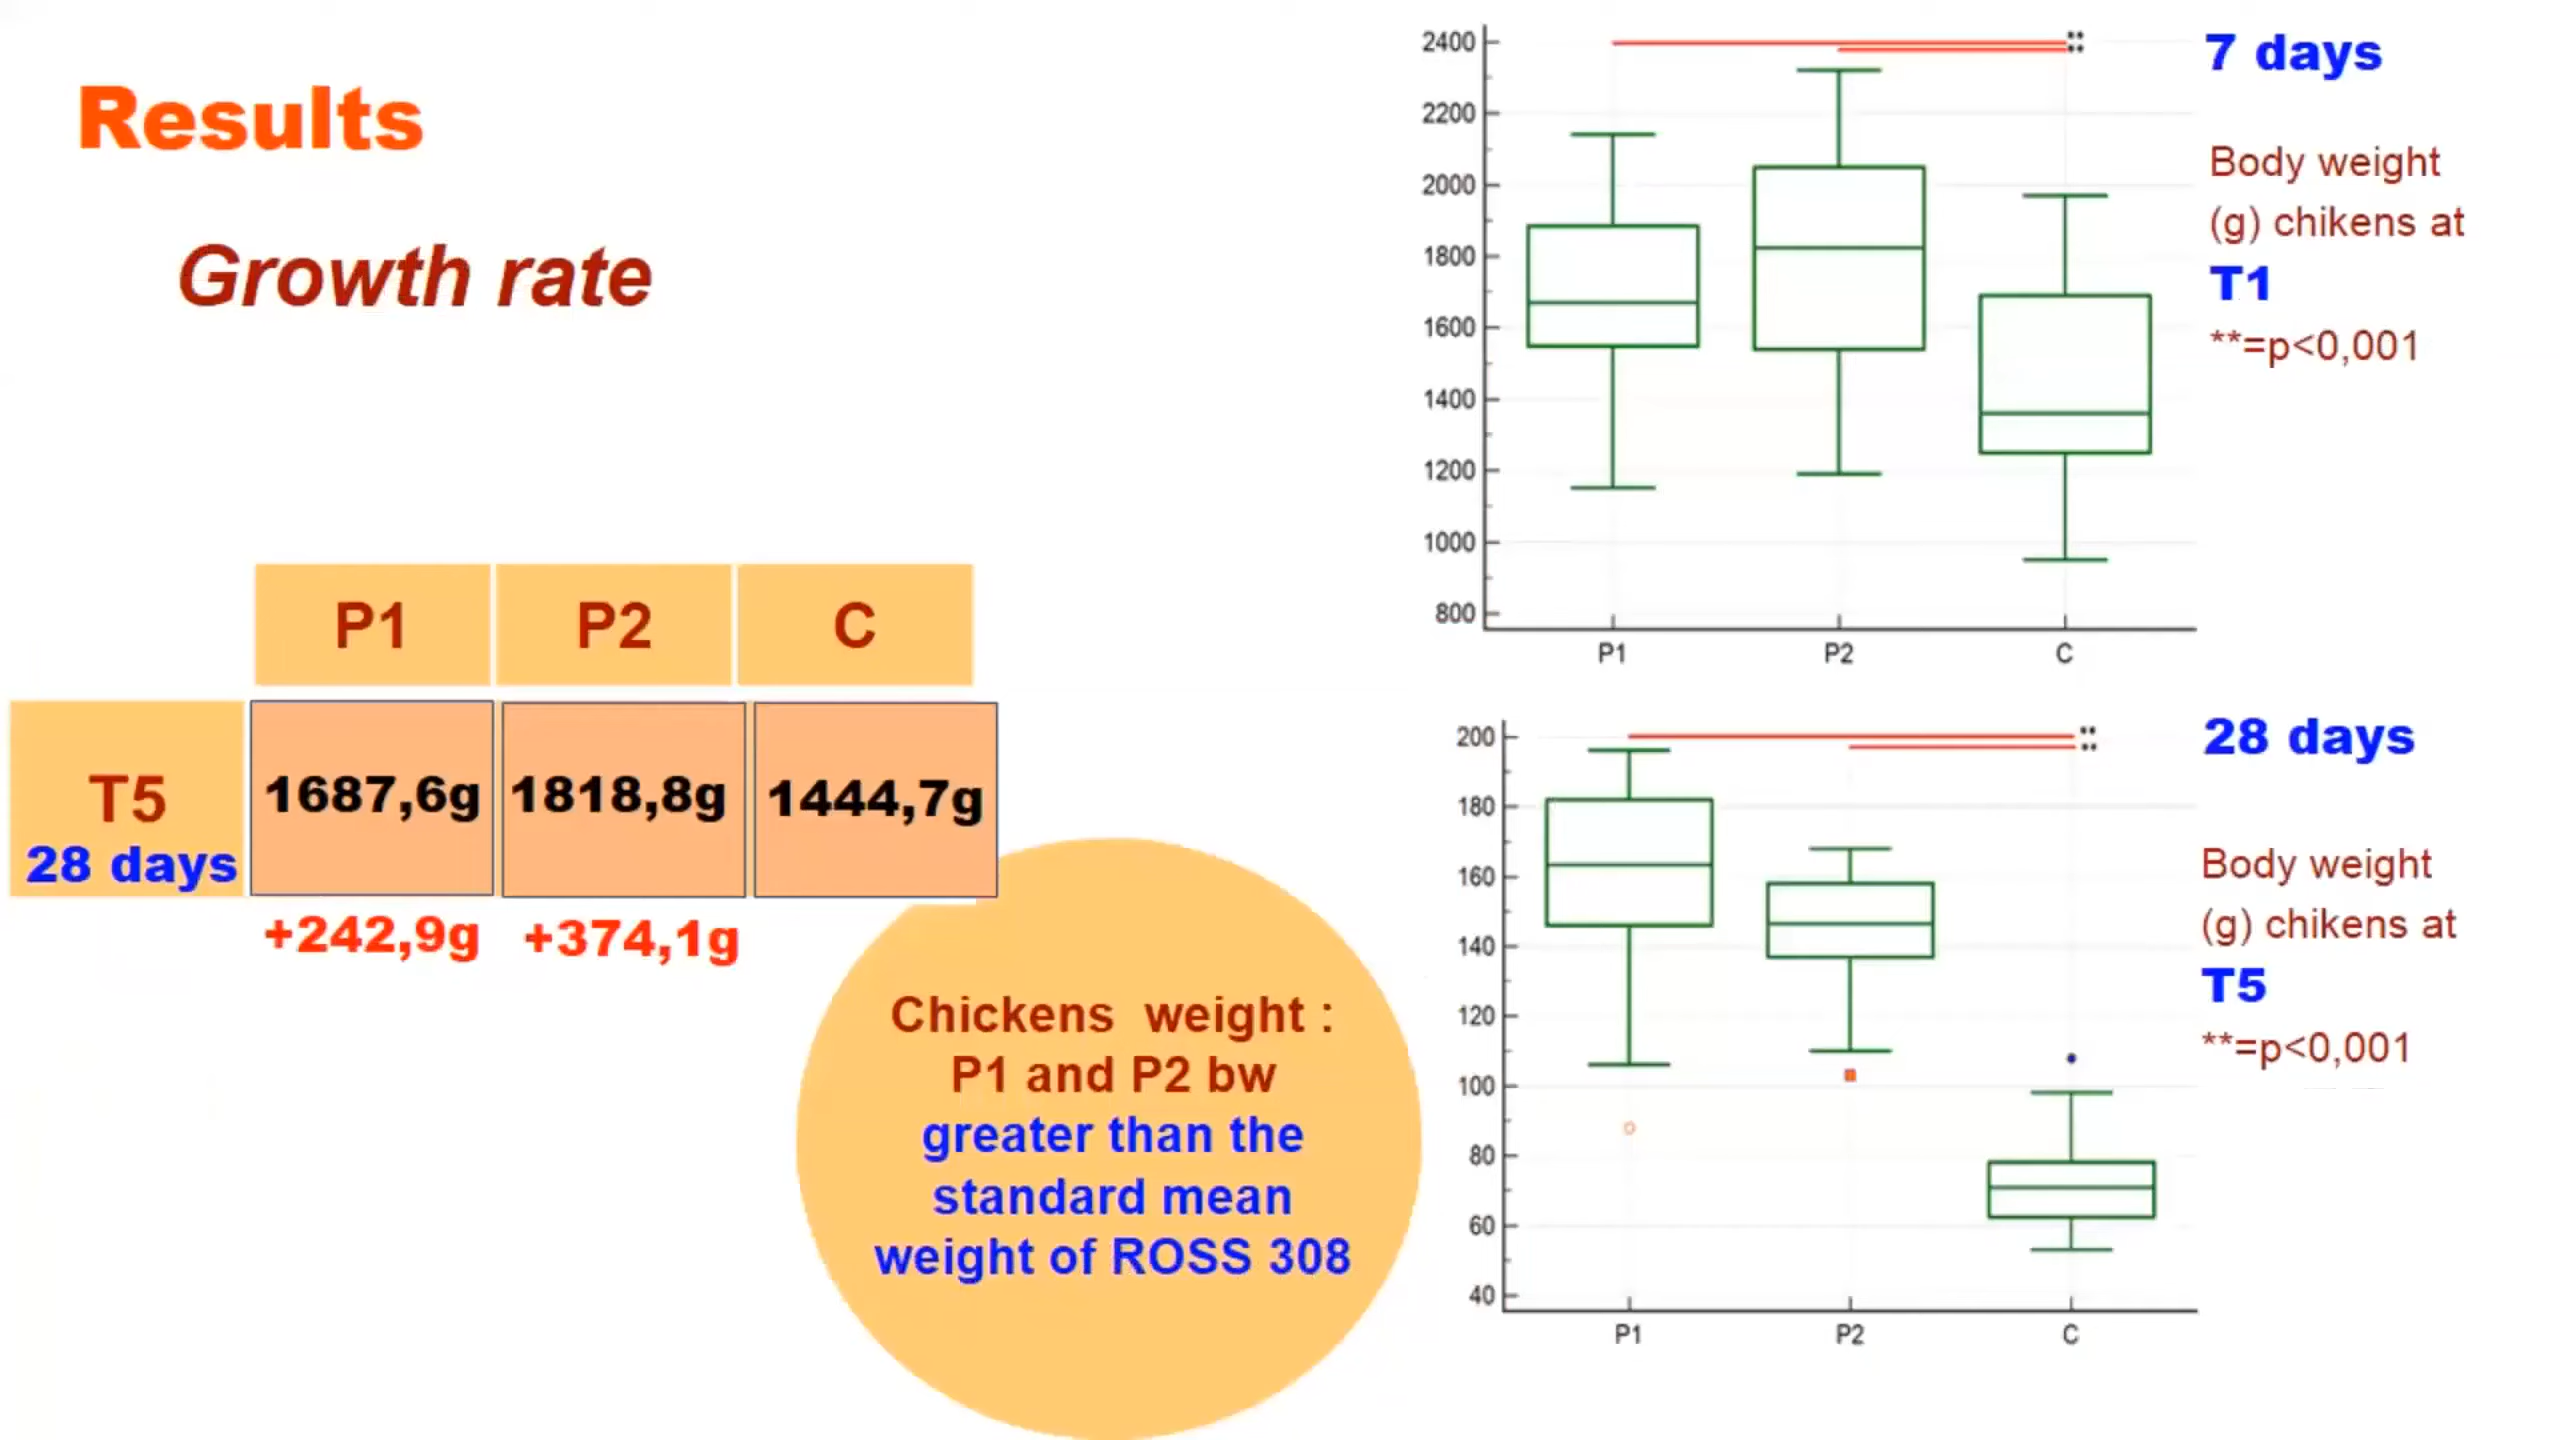 Results
Growth rate
P1 P2 C
T5 1687,6g 1818,8g 1444,7g
28 days
+242,9g +374,1g
Chickens weight :
P1 and P2 bw
greater than the
standard mean
weight of ROSS 308
2400
2200
2000
1800
1600
1400
1200
1000
800
P1 P2 C
**
**
7 days
Body weight
(g) chikens at
T1
**=p<0,001
200
180
160
140
120
100
80
60
40
P1 P2 C
**
**
28 days
Body weight
(g) chikens at
T5
**=p<0,001